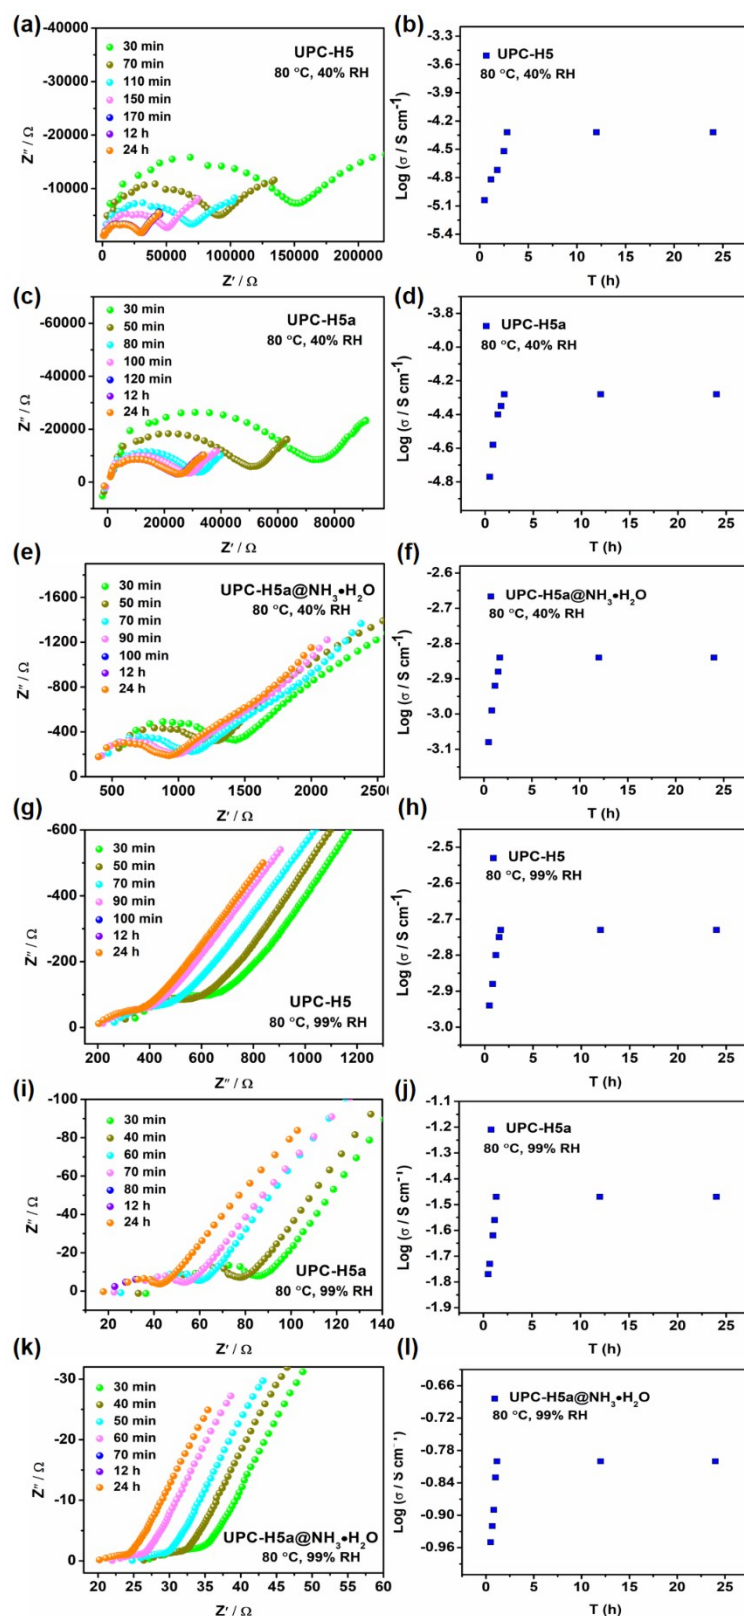 (a)
-40000
-30000
-20000
-10000
0
Z'' / Ω
30 min
70 min
110 min
150 min
170 min
12 h
24 h
UPC-H5
80 °C, 40% RH
0 50000 100000 150000 200000
Z' / Ω
(b)
-3.3
-3.6
-3.9
-4.2
-4.5
-4.8
-5.1
-5.4
Log (σ / S cm⁻¹)
UPC-H5
80 °C, 40% RH
0 5 10 15 20 25
T (h)
(c)
-60000
-40000
-20000
0
Z'' / Ω
30 min
50 min
80 min
100 min
120 min
12 h
24 h
UPC-H5a
80 °C, 40% RH
0 20000 40000 60000 80000
Z' / Ω
(d)
-3.8
-4.0
-4.2
-4.4
-4.6
-4.8
Log (σ / S cm⁻¹)
UPC-H5a
80 °C, 40% RH
0 5 10 15 20 25
T (h)
(e)
-1600
-1200
-800
-400
0
Z'' / Ω
30 min
50 min
70 min
90 min
100 min
12 h
24 h
UPC-H5a@NH₃•H₂O
80 °C, 40% RH
500 1000 1500 2000 2500
Z' / Ω
(f)
-2.6
-2.7
-2.8
-2.9
-3.0
-3.1
Log (σ / S cm⁻¹)
UPC-H5a@NH₃•H₂O
80 °C, 40% RH
0 5 10 15 20 25
T (h)
(g)
-600
-400
-200
0
Z'' / Ω
30 min
50 min
70 min
90 min
100 min
12 h
24 h
UPC-H5
80 °C, 99% RH
200 400 600 800 1000 1200
Z'' / Ω
(h)
-2.5
-2.6
-2.7
-2.8
-2.9
-3.0
Log (σ / S cm⁻¹)
UPC-H5
80 °C, 99% RH
0 5 10 15 20 25
T (h)
(i)
-100
-80
-60
-40
-20
0
Z'' / Ω
30 min
40 min
60 min
70 min
80 min
12 h
24 h
UPC-H5a
80 °C, 99% RH
20 40 60 80 100 120 140
Z' / Ω
(j)
-1.1
-1.2
-1.3
-1.4
-1.5
-1.6
-1.7
-1.8
-1.9
Log (σ / S cm⁻¹)
UPC-H5a
80 °C, 99% RH
0 5 10 15 20 25
T (h)
(k)
-30
-20
-10
0
Z'' / Ω
30 min
40 min
50 min
60 min
70 min
12 h
24 h
UPC-H5a@NH₃•H₂O
80 °C, 99% RH
20 25 30 35 40 45 50 55 60
Z' / Ω
(l)
-0.66
-0.72
-0.78
-0.84
-0.90
-0.96
Log (σ / S cm⁻¹)
UPC-H5a@NH₃•H₂O
80 °C, 99% RH
0 5 10 15 20 25
T (h)